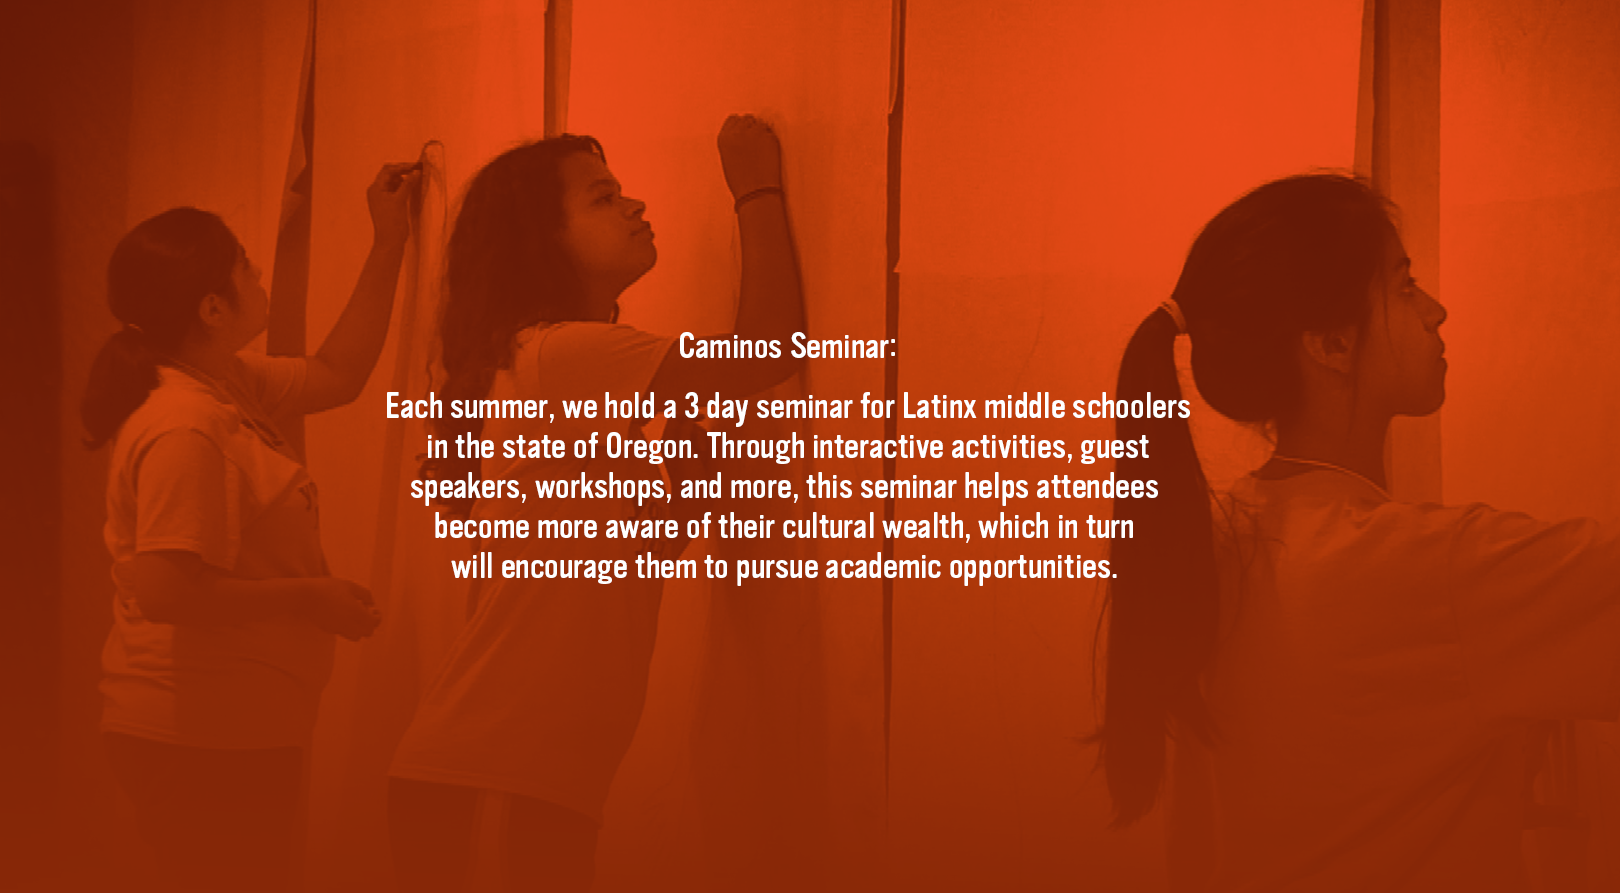 Caminos Seminar:
Each summer, we hold a 3 day seminar for Latinx middle schoolers
in the state of Oregon. Through interactive activities, guest
speakers, workshops, and more, this seminar helps attendees
become more aware of their cultural wealth, which in turn
will encourage them to pursue academic opportunities.